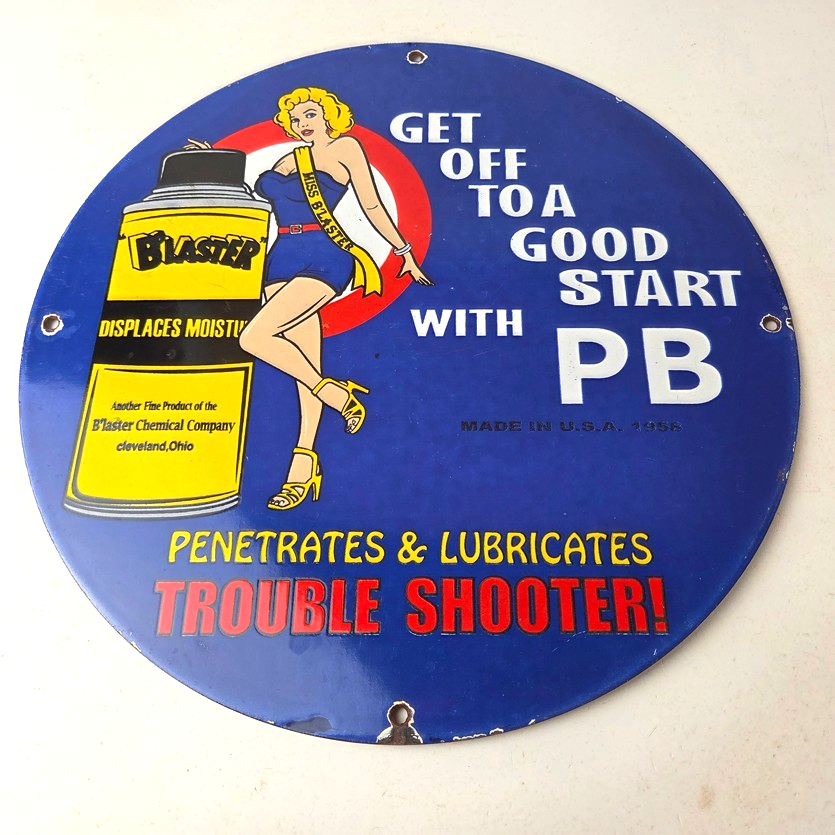 GET
OFF
TO A
GOOD
START
WITH PB
MADE IN U.S.A. 1956
MISS B'LASTER
"B'LASTER"
DISPLACES MOISTU
Another Fine Product of the
B'laster Chemical Company
cleveland,Ohio
PENETRATES & LUBRICATES
TROUBLE SHOOTER!